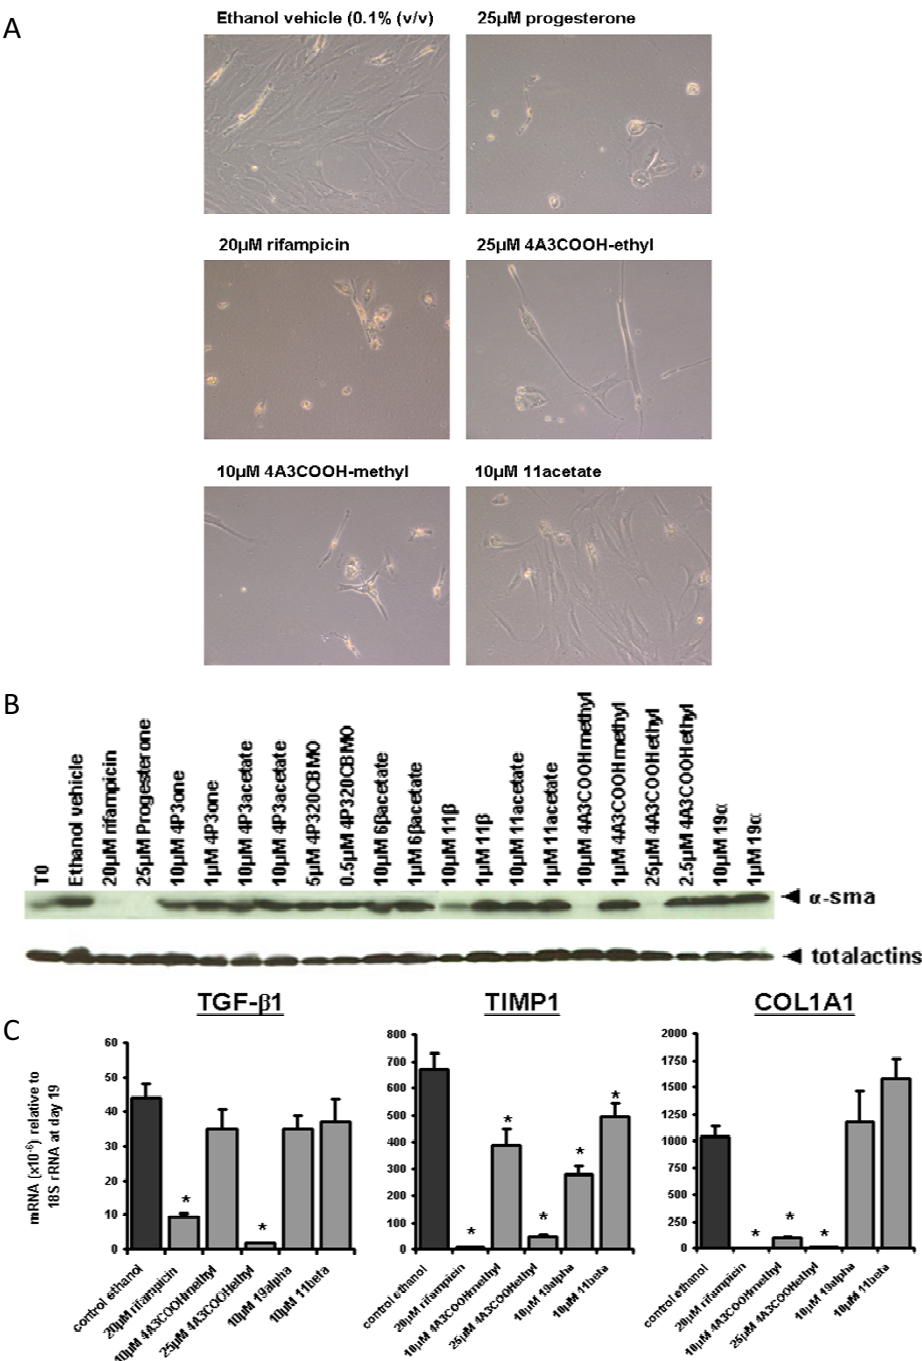 A
Ethanol vehicle (0.1% (v/v)
25µM progesterone
20µM rifampicin
25µM 4A3COOH-ethyl
10µM 4A3COOH-methyl
10µM 11acetate
B
T0
Ethanol vehicle
20µM rifampicin
25µM Progesterone
10µM 4P3one
1µM 4P3one
10µM 4P3acetate
10µM 4P3acetate
5µM 4P320CBMO
0.5µM 4P320CBMO
10µM 6βacetate
1µM 6βacetate
10µM 11β
1µM 11β
10µM 11acetate
1µM 11acetate
10µM 4A3COOHmethyl
1µM 4A3COOHmethyl
25µM 4A3COOHethyl
2.5µM 4A3COOHethyl
10µM 19α
1µM 19α
α-sma
totalactins
C
TGF-β1
TIMP1
COL1A1
mRNA (x10⁻⁶) relative to
18S rRNA at day 19
60
50
40
30
20
10
0
*
*
control ethanol
20µM rifampicin
10µM 4A3COOHmethyl
25µM 4A3COOHethyl
10µM 19alpha
10µM 11beta
800
700
600
500
400
300
200
100
0
*
*
*
*
*
control ethanol
20µM rifampicin
10µM 4A3COOHmethyl
25µM 4A3COOHethyl
10µM 19alpha
10µM 11beta
2000
1750
1500
1250
1000
750
500
250
0
*
*
*
control ethanol
20µM rifampicin
10µM 4A3COOHmethyl
25µM 4A3COOHethyl
10µM 19alpha
10µM 11beta